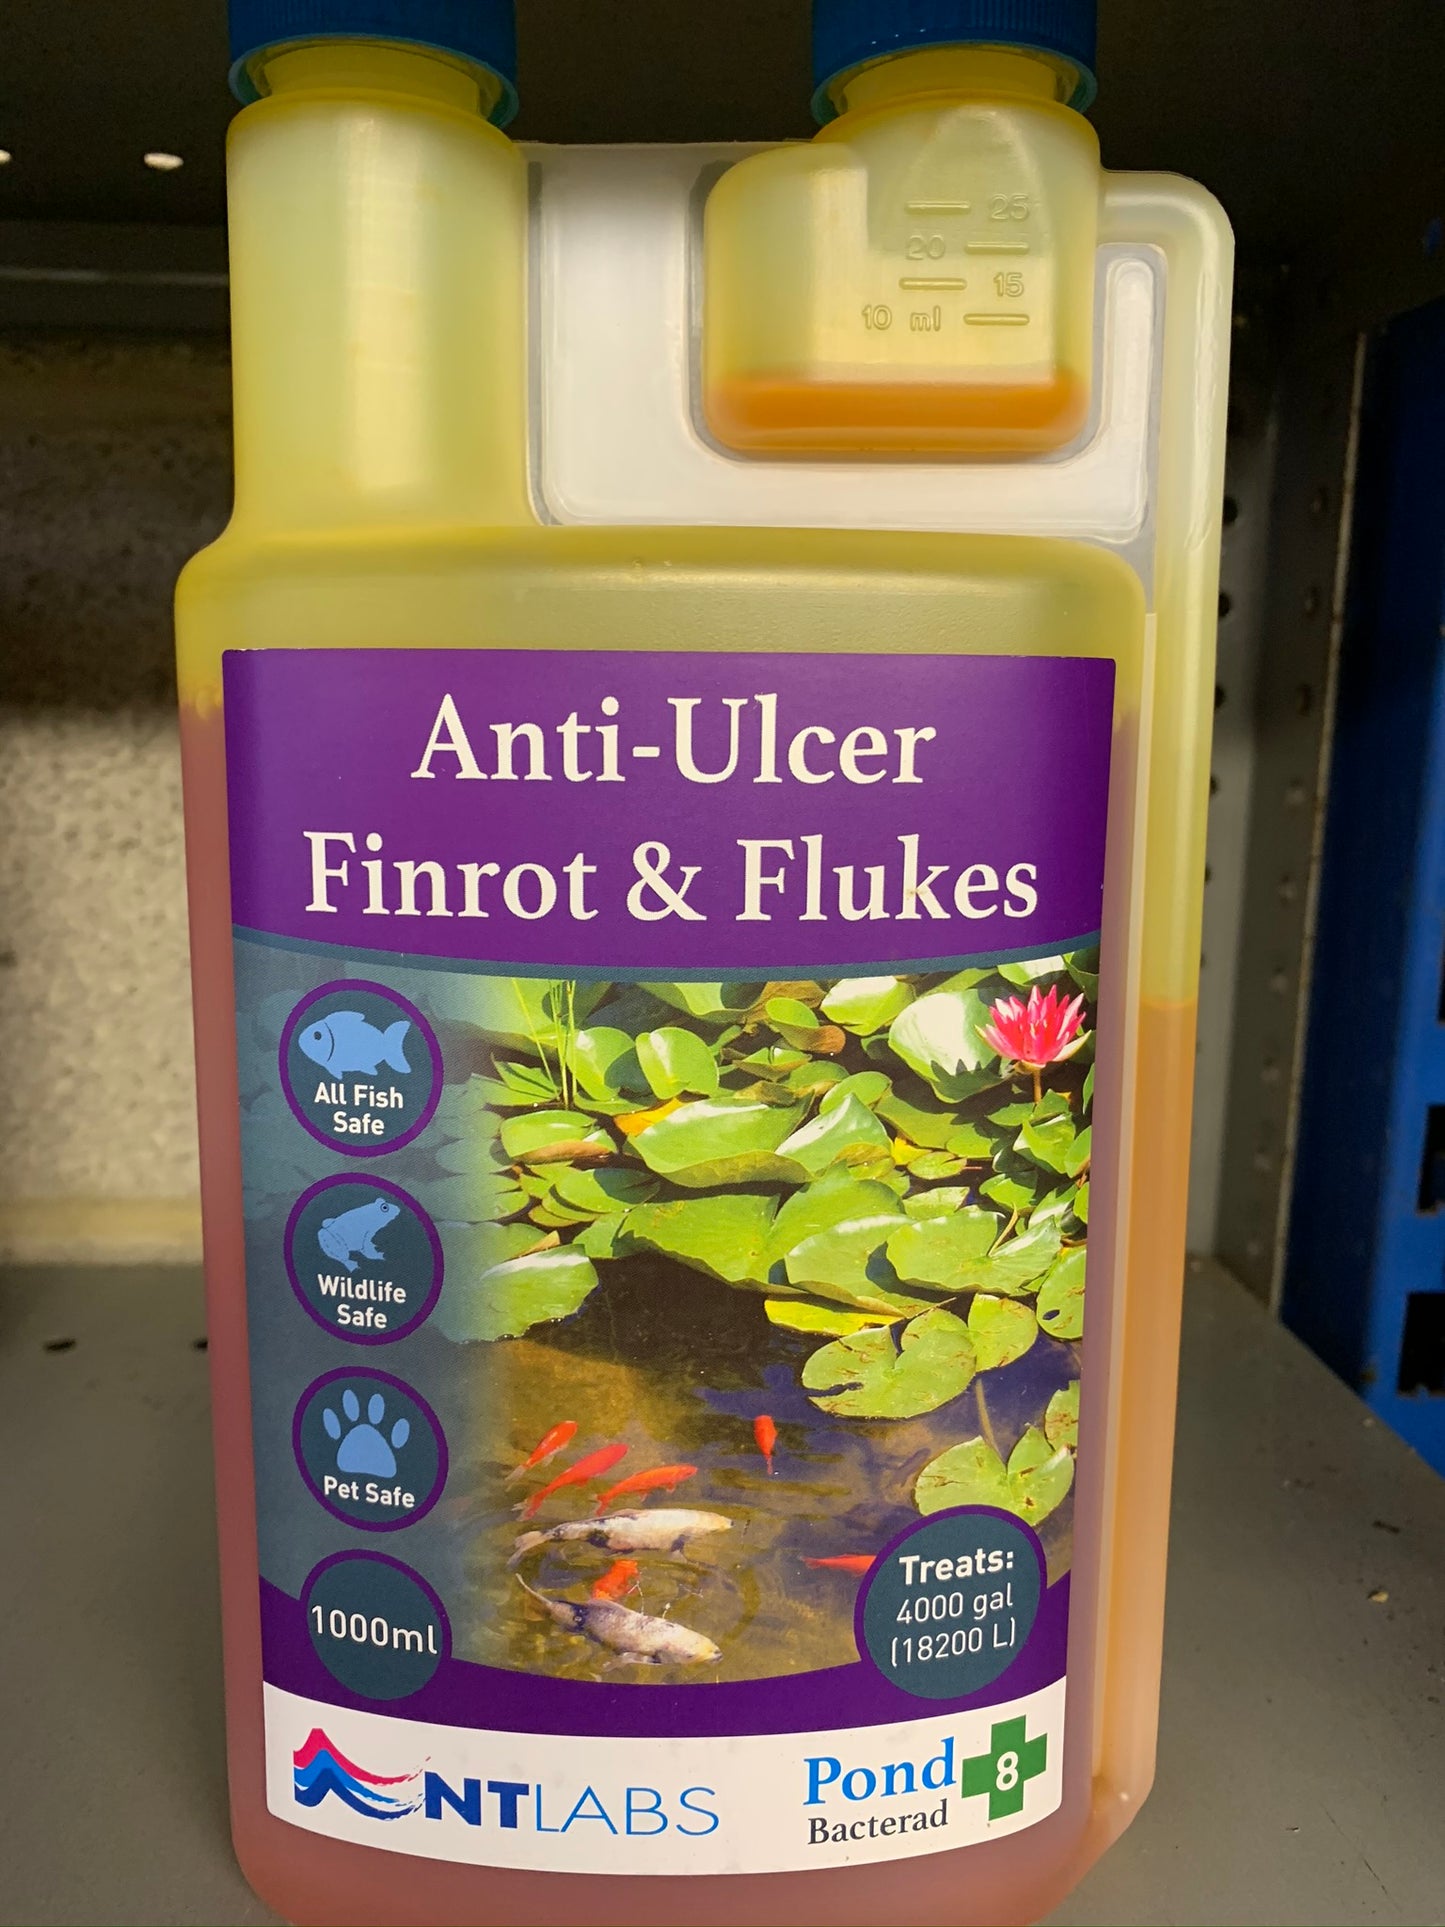 25
20
15
10 ml
Anti-Ulcer
Finrot & Flukes
All Fish
Safe
Wildlife
Safe
Pet Safe
1000ml
Treats:
4000 gal
(18200 L)
NTLABS
Pond
Bacterad
8